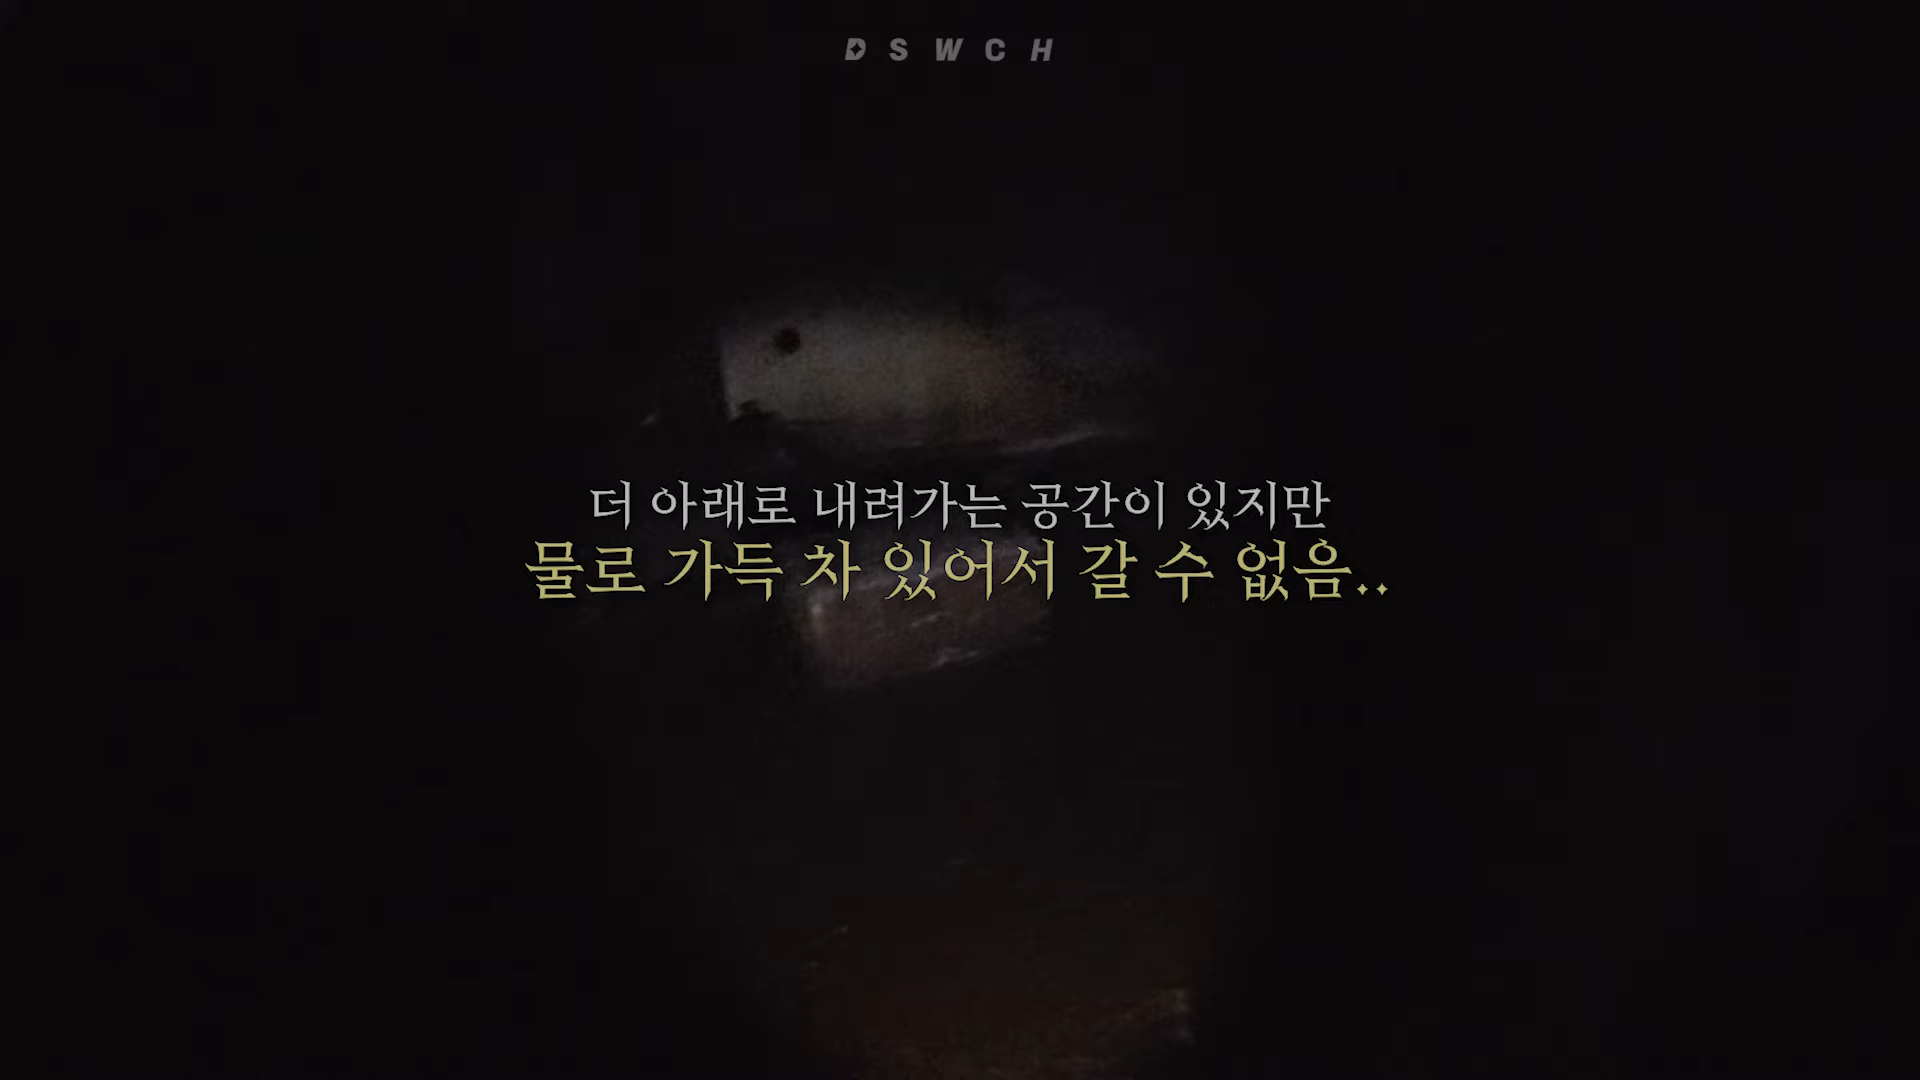 DSWCH
더 아래로 내려가는 공간이 있지만
물로 가득 차 있어서 갈 수 없음..